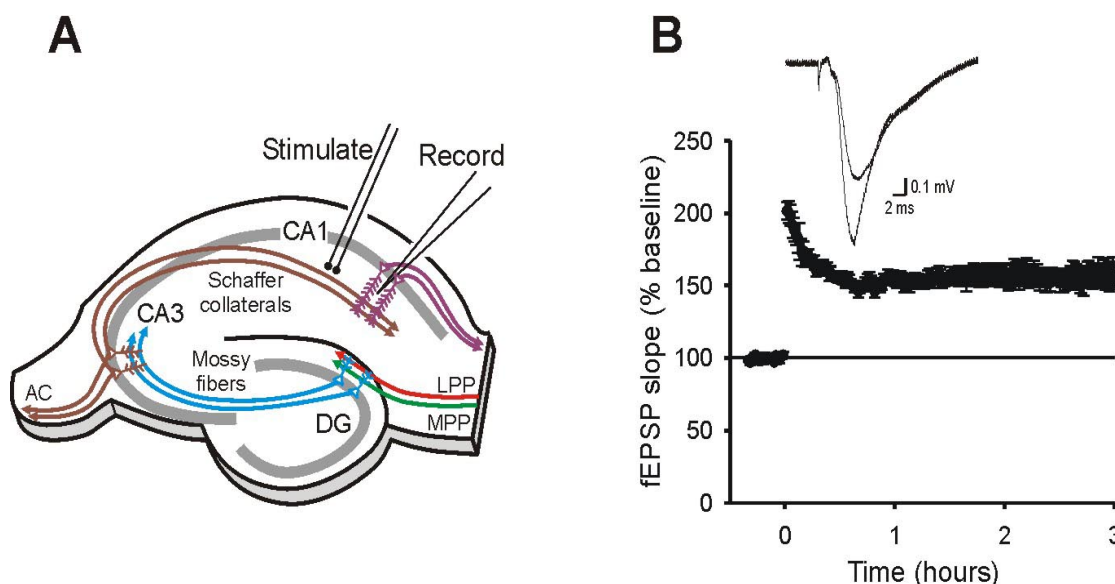 A
Stimulate
Record
CA1
Schaffer
collaterals
CA3
Mossy
fibers
AC
LPP
MPP
DG
B
250
200
150
100
50
0
fEPSP slope (% baseline)
0.1 mV
2 ms
0 1 2 3
Time (hours)